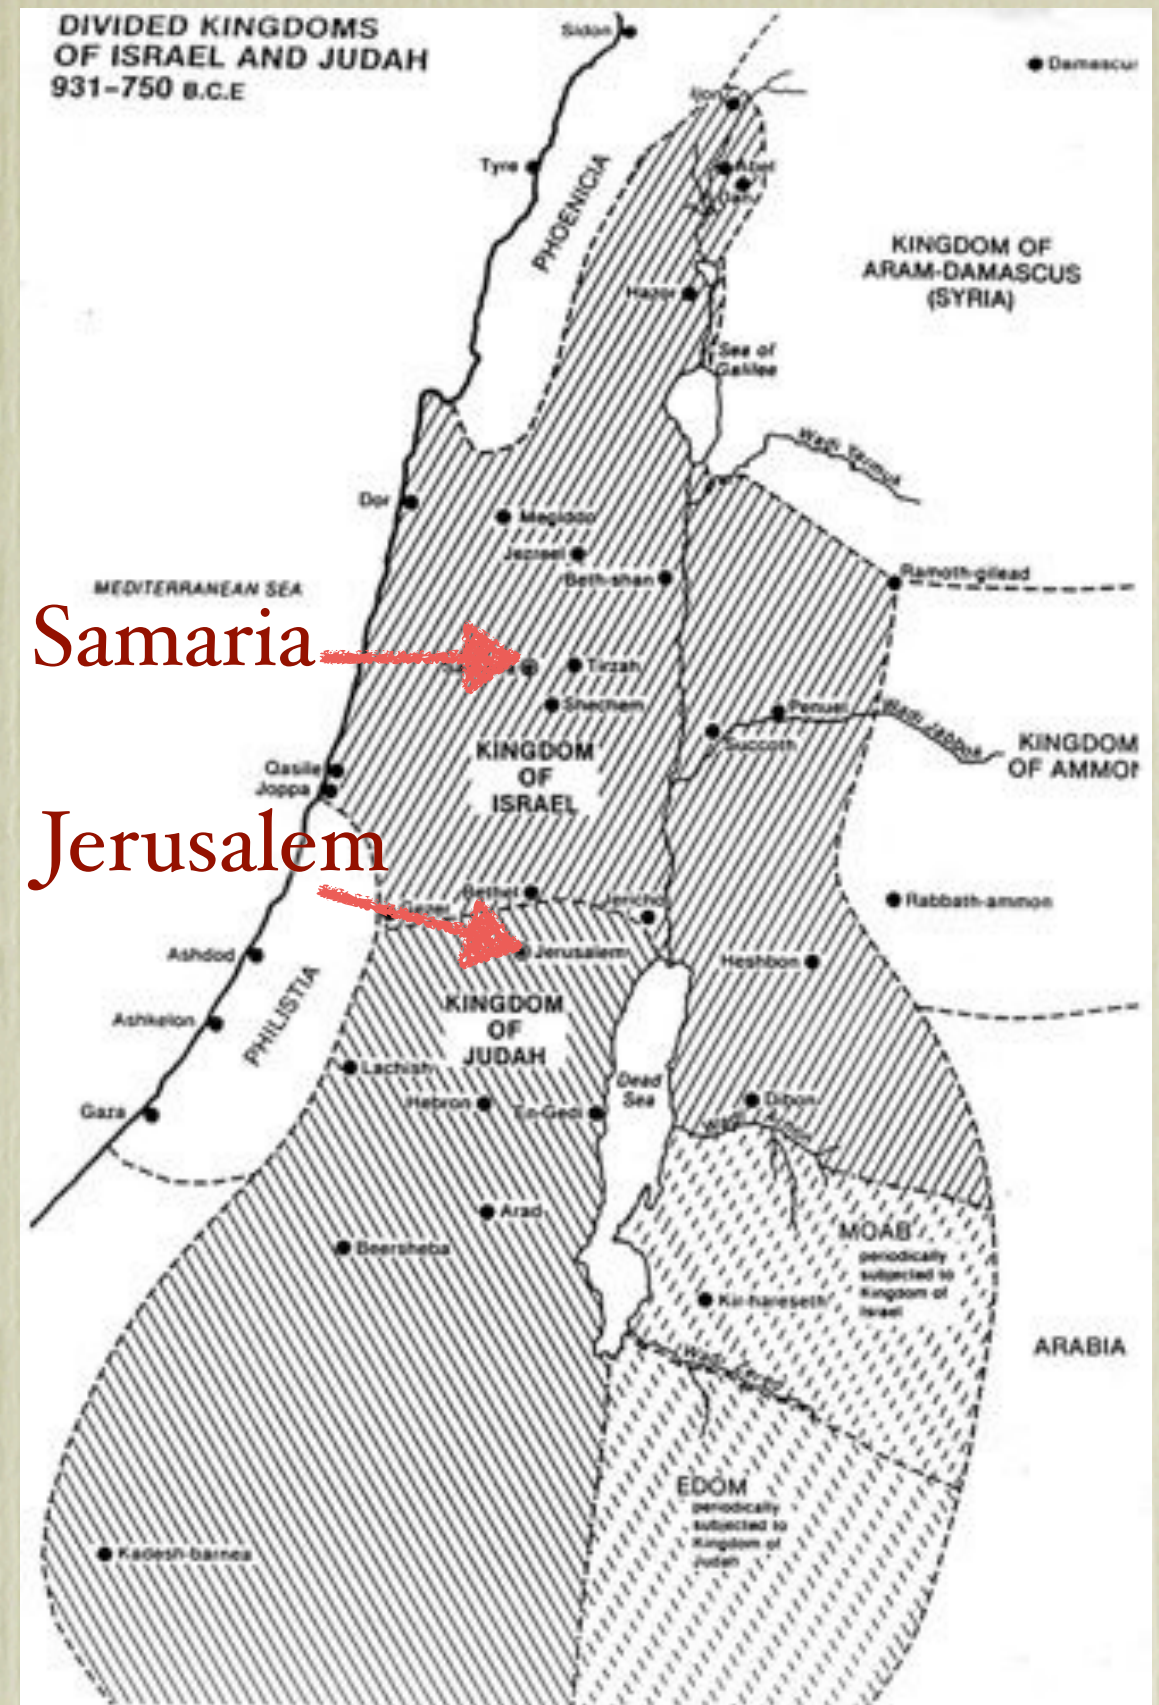 DIVIDED KINGDOMS
OF ISRAEL AND JUDAH
931–750 B.C.E
Sidon
Damascu
Ijon
Tyre
Abel
Dan
PHOENICIA
KINGDOM OF
ARAM-DAMASCUS
(SYRIA)
Hazor
Sea of
Galilee
Wadi Yarmuk
Dor
Megiddo
Jezreel
Beth-shan
Ramoth-gilead
MEDITERRANEAN SEA
Samaria
Tirzah
Shechem
Penuel
Succoth
Wadi Jabbok
KINGDOM
OF AMMON
KINGDOM
OF
ISRAEL
Qasile
Joppa
Jerusalem
Bethel
Jericho
Gezer
Rabbath-ammon
Jerusalem
Ashdod
Heshbon
KINGDOM
OF
JUDAH
PHILISTIA
Ashkelon
Lachish
Dead
Sea
Hebron
En-Gedi
Dibon
Gaza
Wadi Arnon
Arad
MOAB
periodically
subjected to
Kingdom of
Israel
Beersheba
Kir-hareseth
ARABIA
Wadi Zered
EDOM
periodically
subjected to
Kingdom of
Judah
Kadesh-barnea